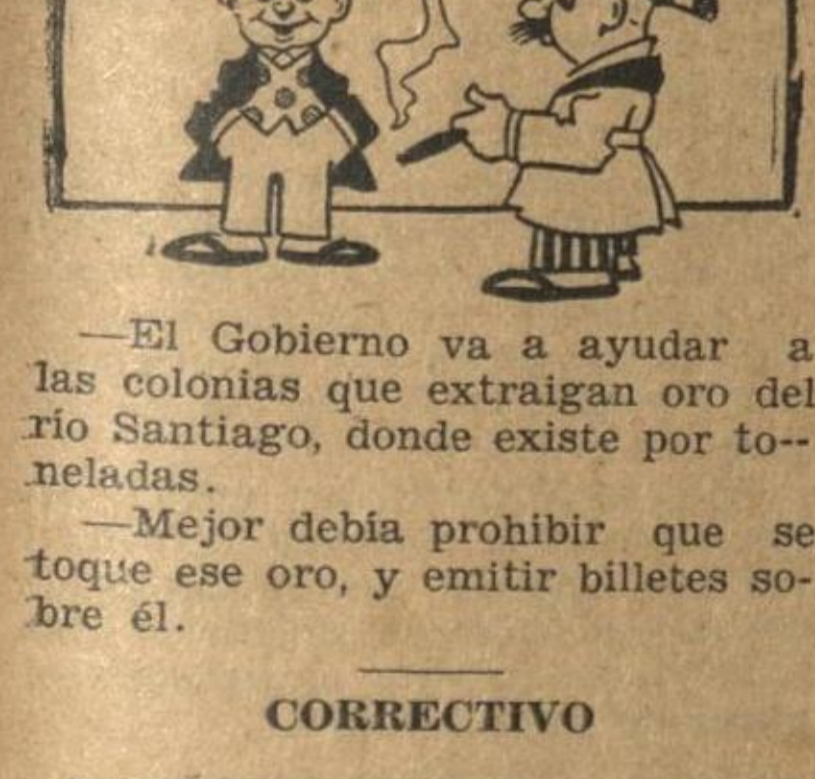 —El Gobierno va a ayudar a
las colonias que extraigan oro del
río Santiago, donde existe por to--
neladas.
—Mejor debía prohibir que se
toque ese oro, y emitir billetes so-
bre él.
CORRECTIVO